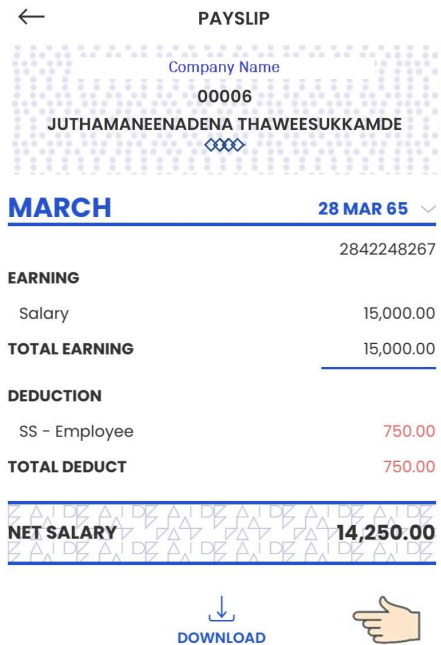 PAYSLIP
Company Name
00006
JUTHAMANEENADENA THAWEESUKKAMDE
MARCH 28 MAR 65
2842248267
EARNING
Salary 15,000.00
TOTAL EARNING 15,000.00
DEDUCTION
SS - Employee 750.00
TOTAL DEDUCT 750.00
NET SALARY 14,250.00
DOWNLOAD